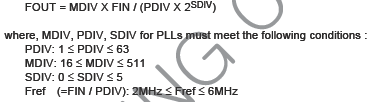 FOUT = MDIV X FIN / (PDIV X 2SDIV)
where, MDIV, PDIV, SDIV for PLLs must meet the following conditions :
PDIV: 1 ≤ PDIV ≤ 63
MDIV: 16 ≤ MDIV ≤ 511
SDIV: 0 ≤ SDIV ≤ 5
Fref (=FIN / PDIV): 2MHz ≤ Fref ≤ 6MHz